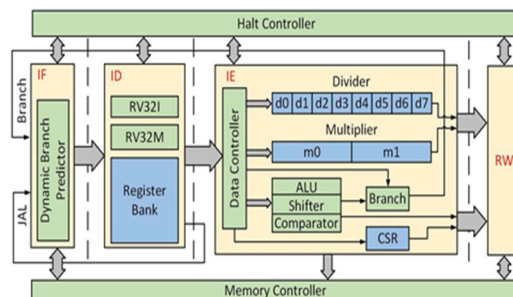 Halt Controller
IF
ID
IE
RW
Branch
JAL
Dynamic Branch
Predictor
RV32I
RV32M
Register
Bank
Data Controller
Divider
d0 d1 d2 d3 d4 d5 d6 d7
Multiplier
m0 m1
ALU
Shifter
Comparator
Branch
CSR
Memory Controller